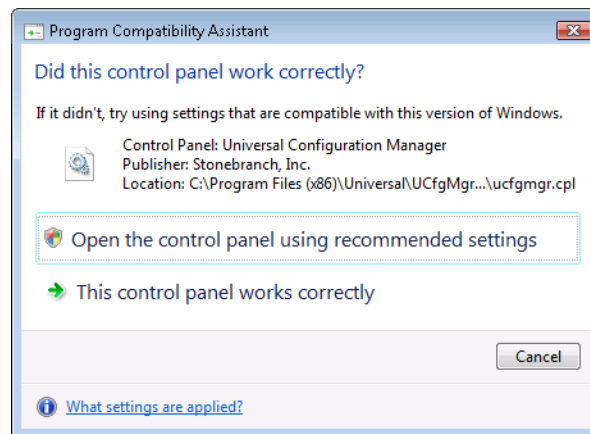 Program Compatibility Assistant
Did this control panel work correctly?
If it didn't, try using settings that are compatible with this version of Windows.
Control Panel: Universal Configuration Manager
Publisher: Stonebranch, Inc.
Location: C:\Program Files (x86)\Universal\UCfgMgr...\ucfgmgr.cpl
Open the control panel using recommended settings
This control panel works correctly
Cancel
What settings are applied?